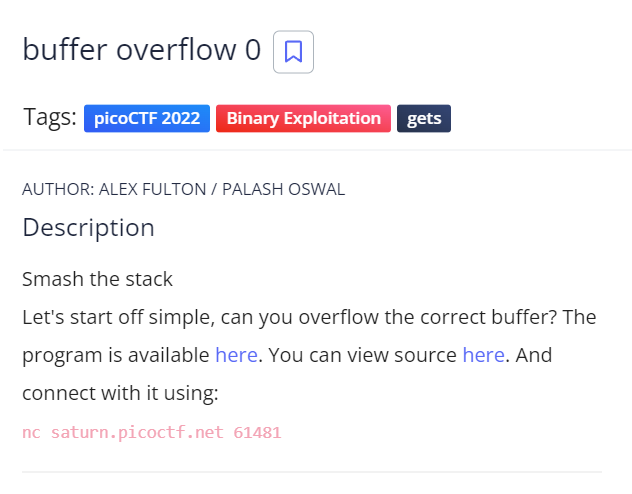 buffer overflow 0
Tags: picoCTF 2022 Binary Exploitation gets
AUTHOR: ALEX FULTON / PALASH OSWAL
Description
Smash the stack
Let's start off simple, can you overflow the correct buffer? The
program is available here. You can view source here. And
connect with it using:
nc saturn.picoctf.net 61481